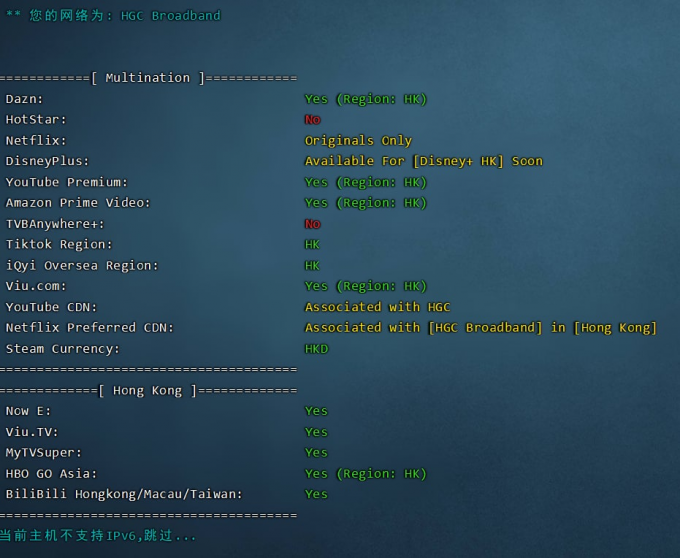 ** 您的网络为: HGC Broadband
============[ Multination ]============
Dazn: Yes (Region: HK)
HotStar: No
Netflix: Originals Only
DisneyPlus: Available For [Disney+ HK] Soon
YouTube Premium: Yes (Region: HK)
Amazon Prime Video: Yes (Region: HK)
TVBAnywhere+: No
Tiktok Region: HK
iQyi Oversea Region: HK
Viu.com: Yes (Region: HK)
YouTube CDN: Associated with HGC
Netflix Preferred CDN: Associated with [HGC Broadband] in [Hong Kong]
Steam Currency: HKD
=======================================
=============[ Hong Kong ]=============
Now E: Yes
Viu.TV: Yes
MyTVSuper: Yes
HBO GO Asia: Yes (Region: HK)
BiliBili Hongkong/Macau/Taiwan: Yes
=======================================
当前主机不支持IPv6,跳过...